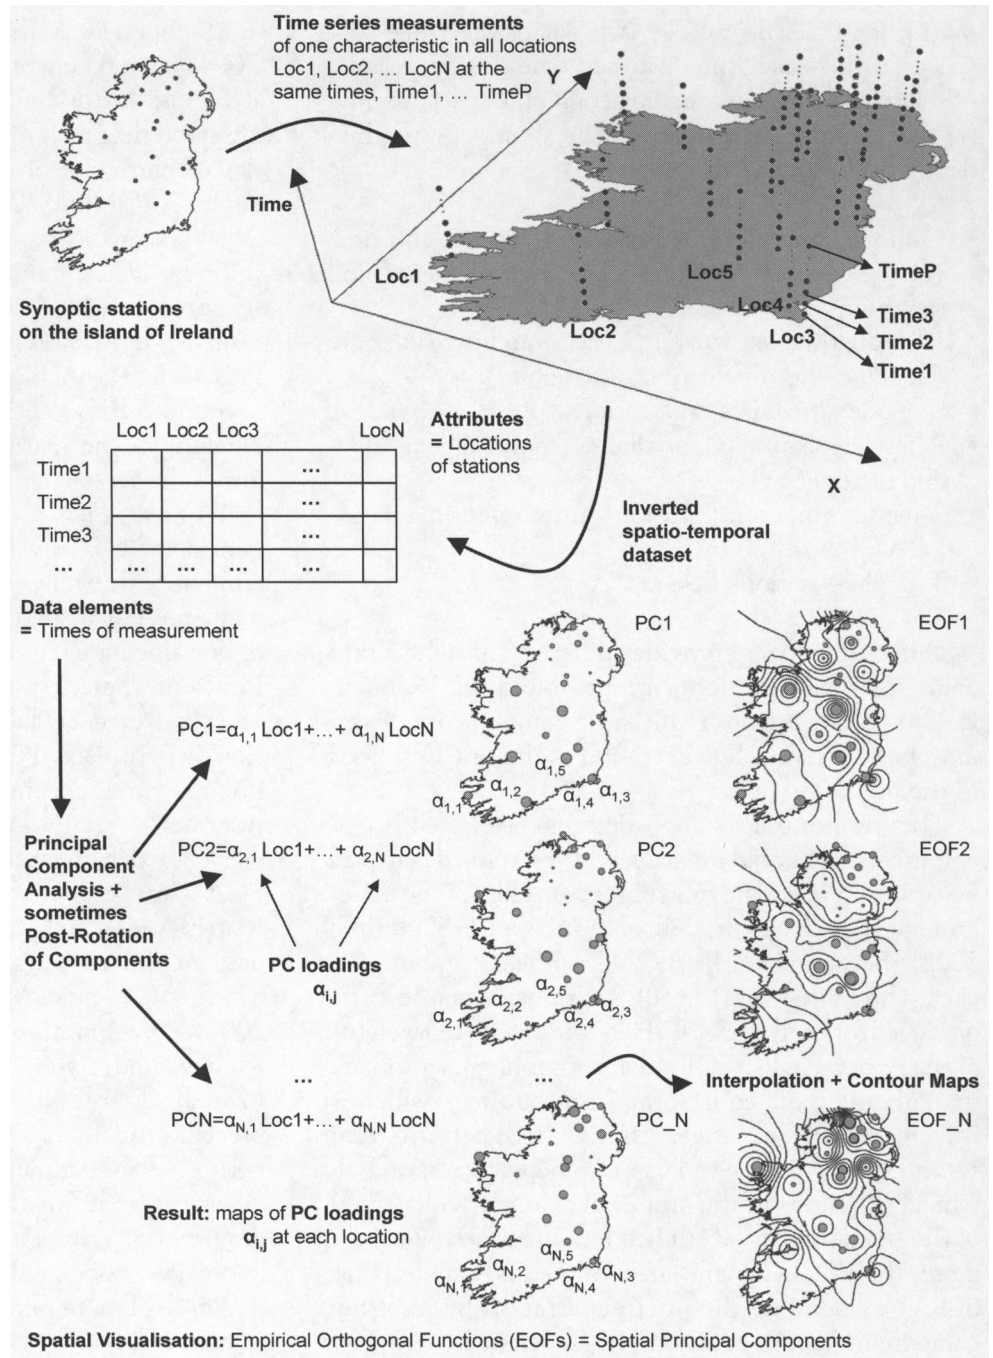 Time series measurements
of one characteristic in all locations
Loc1, Loc2, ... LocN at the
same times, Time1, ... TimeP
Y
Time
Loc1
Loc5
TimeP
Synoptic stations
on the island of Ireland
Loc4
Time3
Loc2
Loc3
Time2
Time1
X
Loc1 Loc2 Loc3 LocN
Attributes
= Locations
of stations
Time1 ...
Time2 ...
Time3 ...
... ... ... ... ...
Inverted
spatio-temporal
dataset
Data elements
= Times of measurement
PC1
EOF1
PC1=α1,1 Loc1+...+ α1,N LocN
α1,5
α1,1 α1,2 α1,4 α1,3
Principal
Component
Analysis +
sometimes
Post-Rotation
of Components
PC2=α2,1 Loc1+...+ α2,N LocN
PC2
EOF2
PC loadings
αi,j
α2,5
α2,1 α2,2 α2,4 α2,3
...
...
Interpolation + Contour Maps
PCN=αN,1 Loc1+...+ αN,N LocN
PC_N
EOF_N
Result: maps of PC loadings
αi,j at each location
αN,5
αN,1 αN,2 αN,4 αN,3
Spatial Visualisation: Empirical Orthogonal Functions (EOFs) = Spatial Principal Components